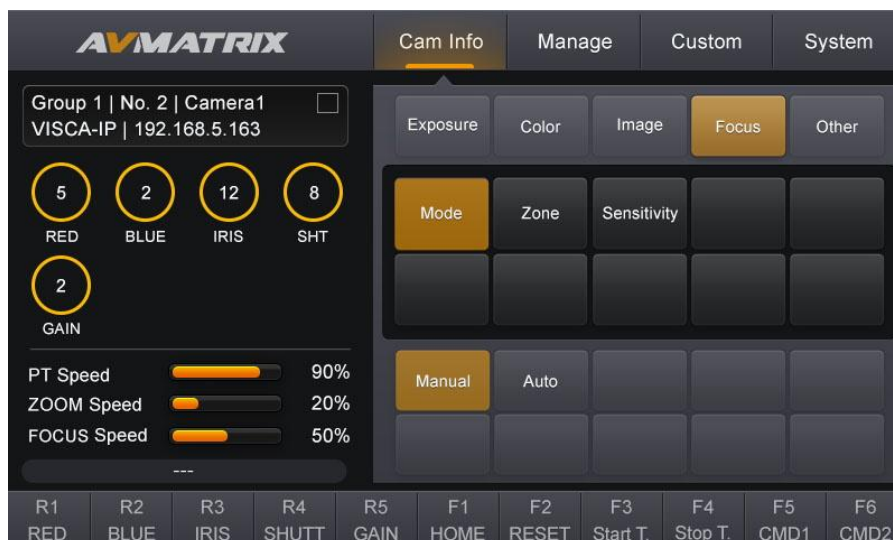 AVMATRIX
Cam Info Manage Custom System
Group 1 | No. 2 | Camera1
VISCA-IP | 192.168.5.163
5 2 12 8
RED BLUE IRIS SHT
2
GAIN
PT Speed 90%
ZOOM Speed 20%
FOCUS Speed 50%
---
Exposure Color Image Focus Other
Mode Zone Sensitivity
Manual Auto
R1 R2 R3 R4 R5 F1 F2 F3 F4 F5 F6
RED BLUE IRIS SHUTT GAIN HOME RESET Start T. Stop T. CMD1 CMD2